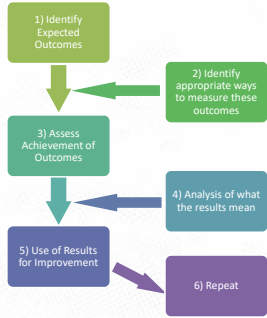 1) Identify
Expected
Outcomes
2) Identify
appropriate ways
to measure these
outcomes
3) Assess
Achievement of
Outcomes
4) Analysis of what
the results mean
5) Use of Results
for Improvement
6) Repeat